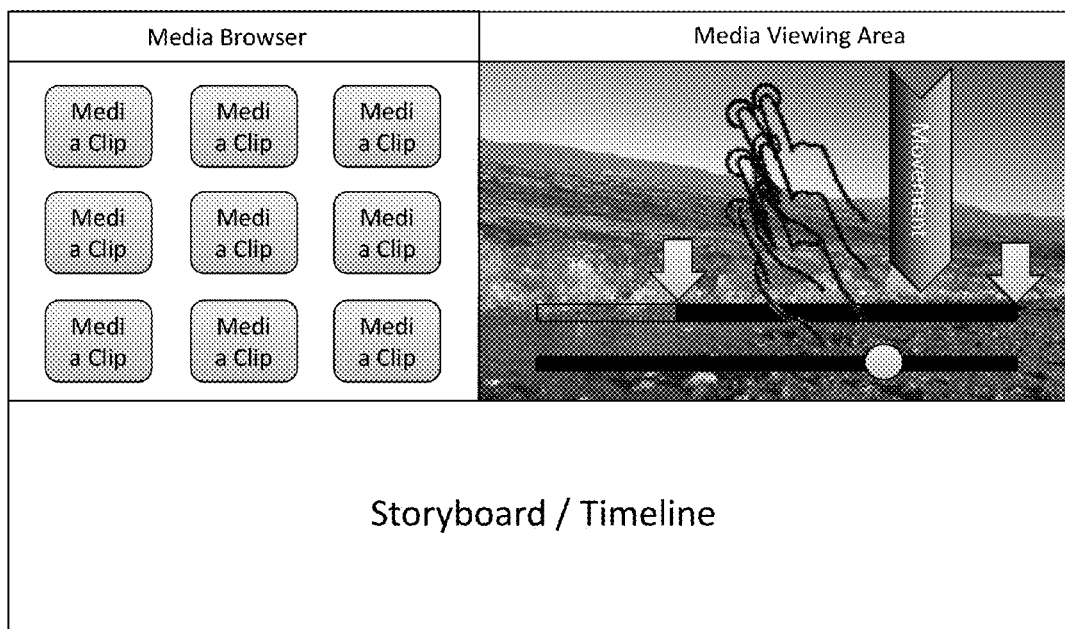 Media Browser
Media Viewing Area
Medi
a Clip
Medi
a Clip
Medi
a Clip
Movement
Medi
a Clip
Medi
a Clip
Medi
a Clip
Medi
a Clip
Medi
a Clip
Medi
a Clip
Storyboard / Timeline